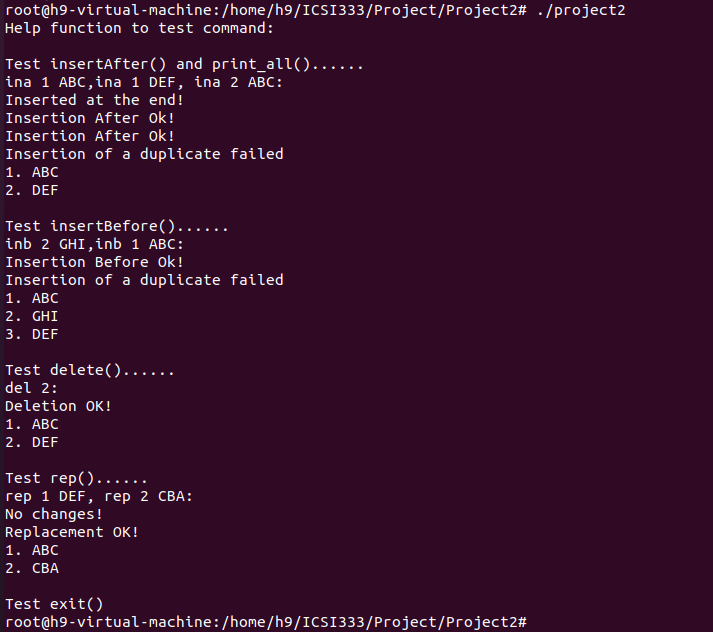 root@h9-virtual-machine:/home/h9/ICSI333/Project/Project2# ./project2
Help function to test command:
Test insertAfter() and print_all()......
ina 1 ABC,ina 1 DEF, ina 2 ABC:
Inserted at the end!
Insertion After Ok!
Insertion After Ok!
Insertion of a duplicate failed
1. ABC
2. DEF
Test insertBefore()......
inb 2 GHI,inb 1 ABC:
Insertion Before Ok!
Insertion of a duplicate failed
1. ABC
2. GHI
3. DEF
Test delete()......
del 2:
Deletion OK!
1. ABC
2. DEF
Test rep()......
rep 1 DEF, rep 2 CBA:
No changes!
Replacement OK!
1. ABC
2. CBA
Test exit()
root@h9-virtual-machine:/home/h9/ICSI333/Project/Project2#